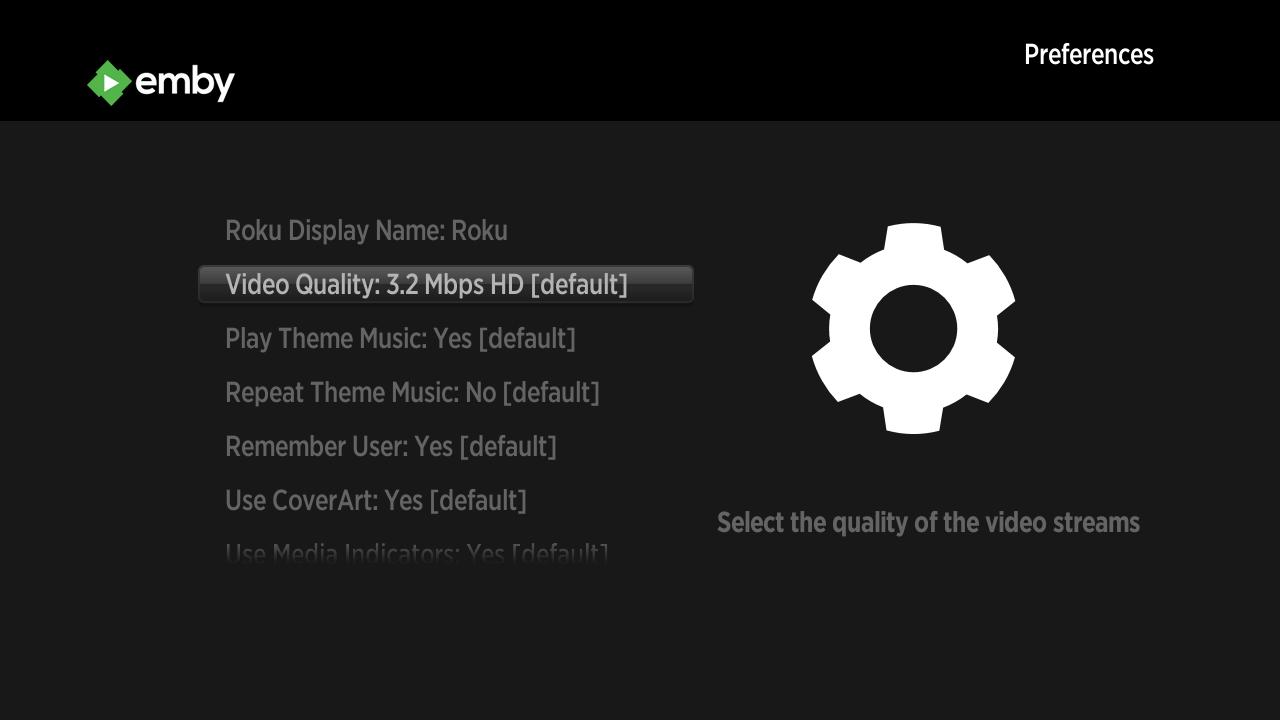 Preferences
emby
Roku Display Name: Roku
Video Quality: 3.2 Mbps HD [default]
Play Theme Music: Yes [default]
Repeat Theme Music: No [default]
Remember User: Yes [default]
Use CoverArt: Yes [default]
Use Media Indicators: Yes [default]
Select the quality of the video streams